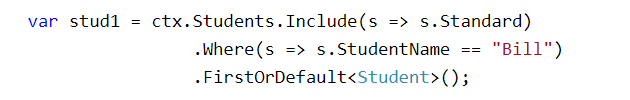 var stud1 = ctx.Students.Include(s => s.Standard)
.Where(s => s.StudentName == "Bill")
.FirstOrDefault<Student>();